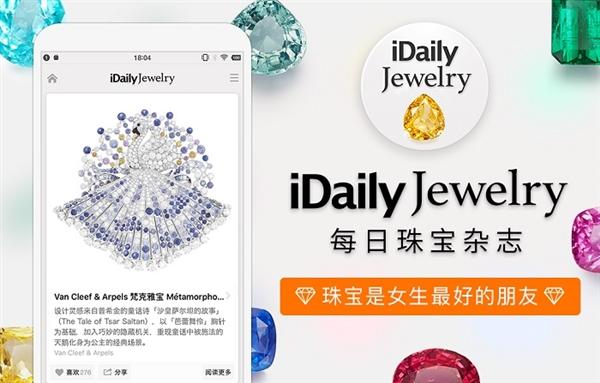 18:04
iDaily Jewelry
Van Cleef & Arpels 梵克雅宝 Métamorpho...
设计灵感来自普希金的童话诗「沙皇萨尔坦的故事」
(The Tale of Tsar Saltan)，以「芭蕾舞伶」胸针
为基础，加入巧妙的隐藏机关，重现童话中被施法的
天鹅化身为公主的经典场景。
Van Cleef & Arpels
喜欢 276
分享
阅读更多
iDaily
Jewelry
iDaily Jewelry
每日珠宝杂志
珠宝是女生最好的朋友